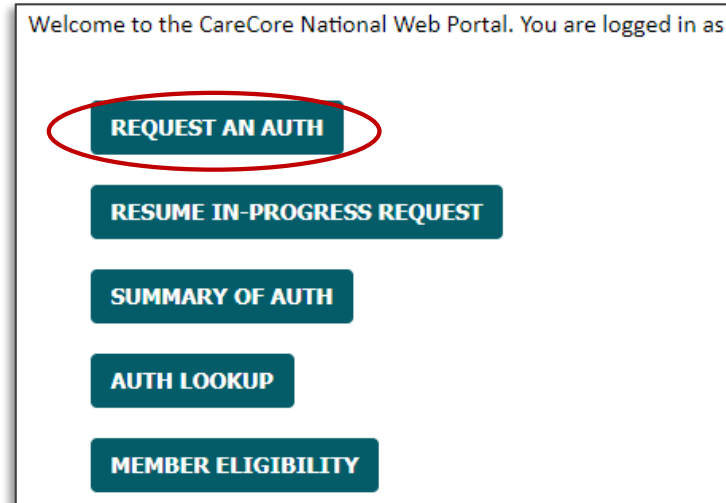 Welcome to the CareCore National Web Portal. You are logged in as
REQUEST AN AUTH
RESUME IN-PROGRESS REQUEST
SUMMARY OF AUTH
AUTH LOOKUP
MEMBER ELIGIBILITY